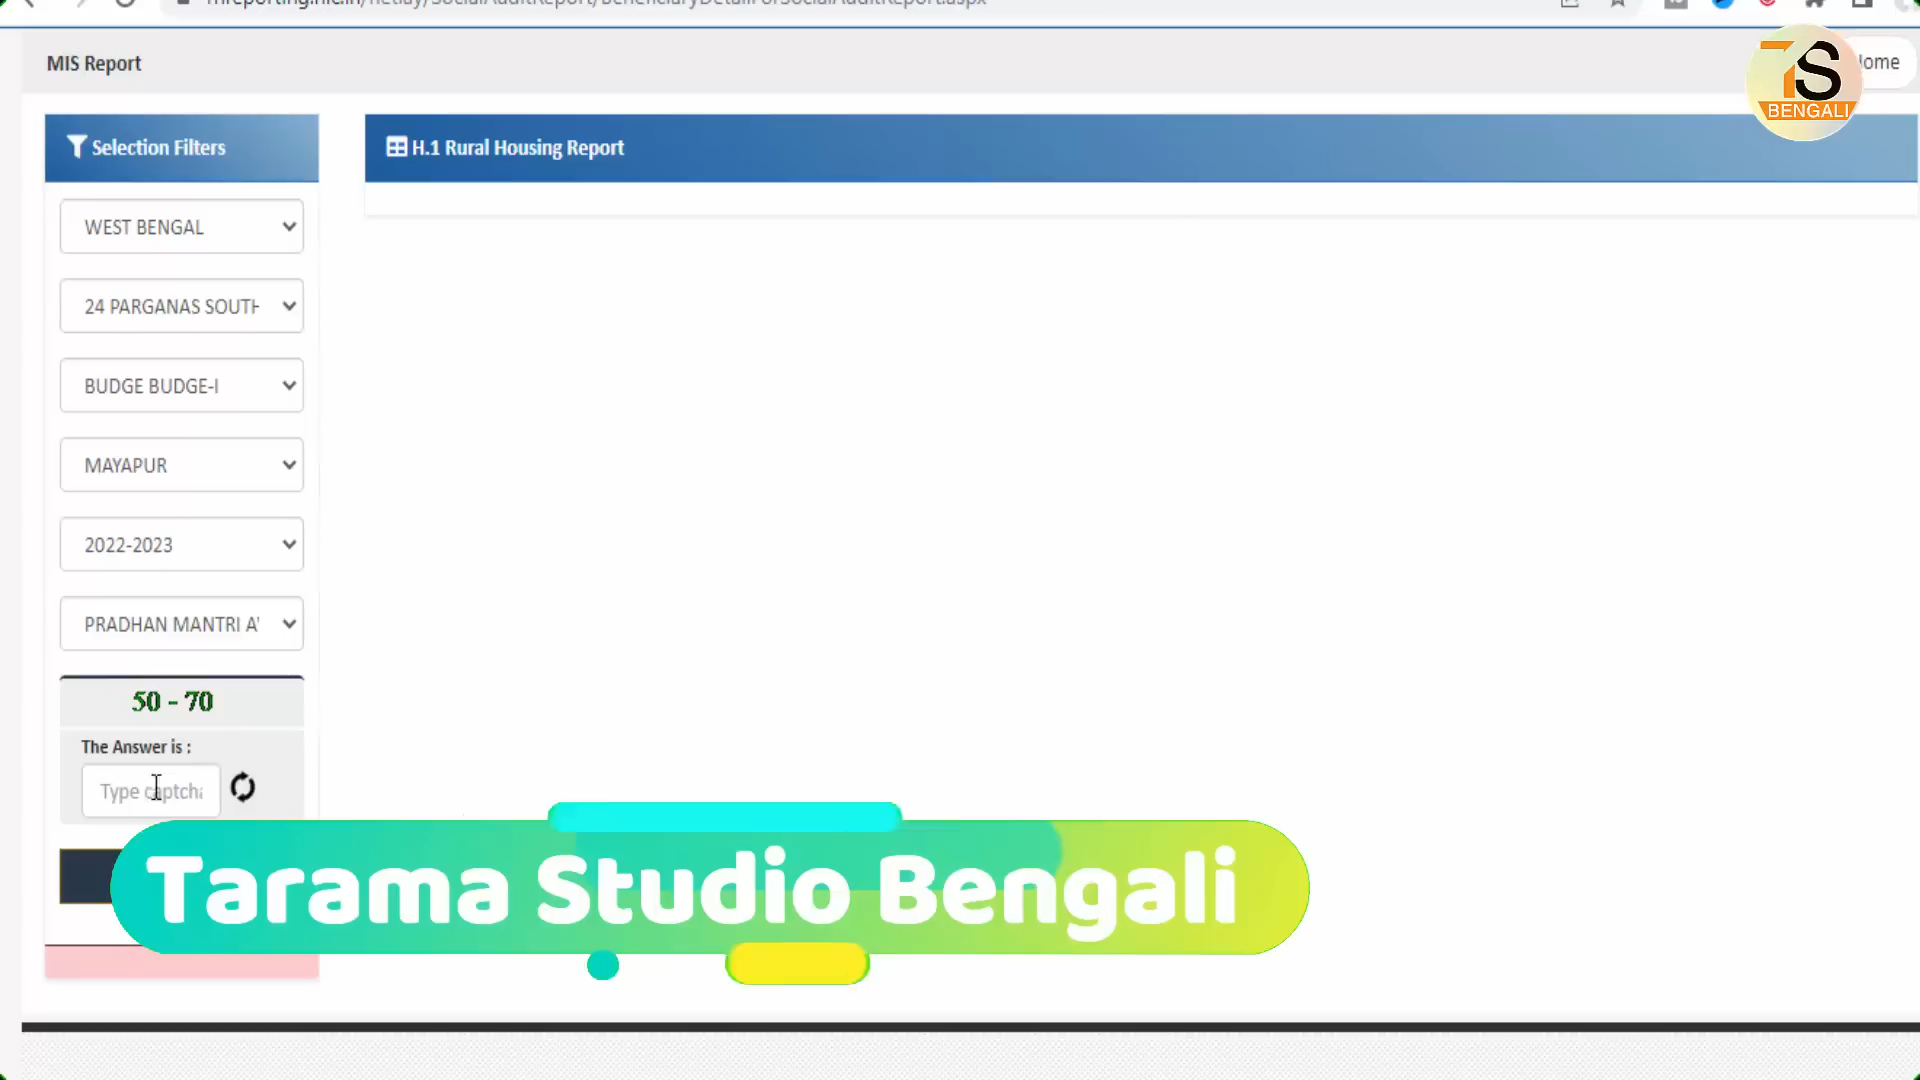 MIS Report
Home
BENGALI
Selection Filters
H.1 Rural Housing Report
WEST BENGAL
24 PARGANAS SOUTH
BUDGE BUDGE-I
MAYAPUR
2022-2023
PRADHAN MANTRI A
50 - 70
The Answer is :
Type captcha
Tarama Studio Bengali